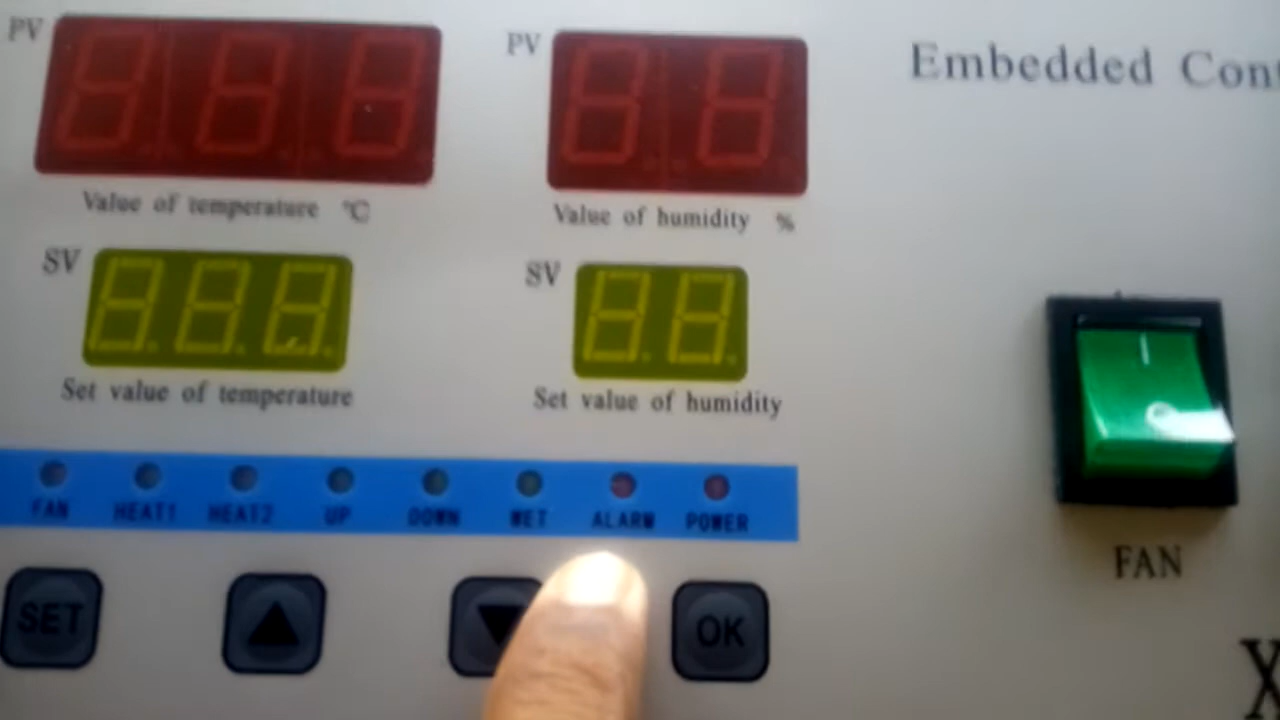 PV
PV
Embedded
Value of temperature ℃
Value of humidity %
SV
SV
Set value of temperature
Set value of humidity
FAN HEAT1 HEAT2 UP DOWN WET ALARM POWER
SET
OK
FAN
X